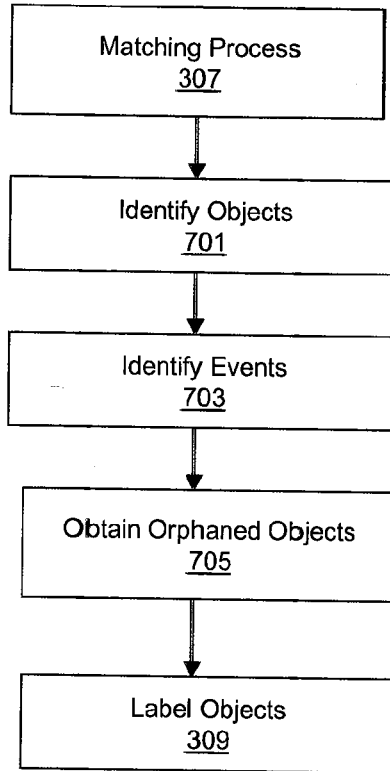 Matching Process
307
Identify Objects
701
Identify Events
703
Obtain Orphaned Objects
705
Label Objects
309